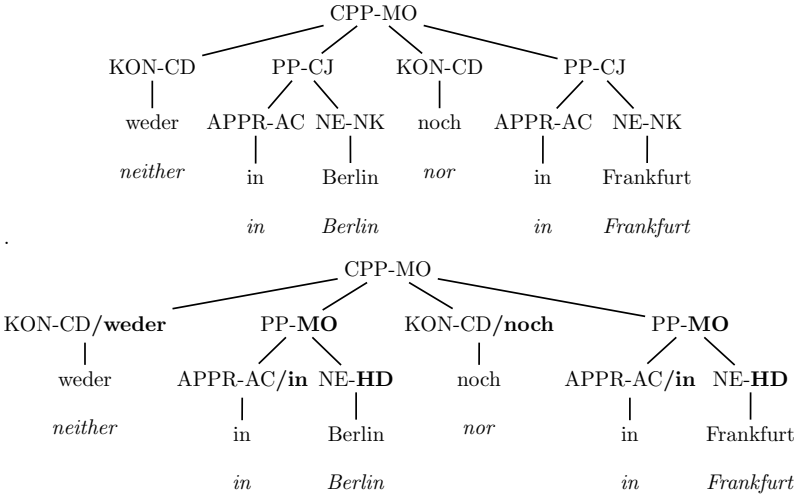 CPP-MO
KON-CD PP-CJ KON-CD PP-CJ
weder APPR-AC NE-NK noch APPR-AC NE-NK
neither in Berlin nor in Frankfurt
in Berlin in Frankfurt
.
CPP-MO
KON-CD/weder PP-MO KON-CD/noch PP-MO
weder APPR-AC/in NE-HD noch APPR-AC/in NE-HD
neither in Berlin nor in Frankfurt
in Berlin in Frankfurt